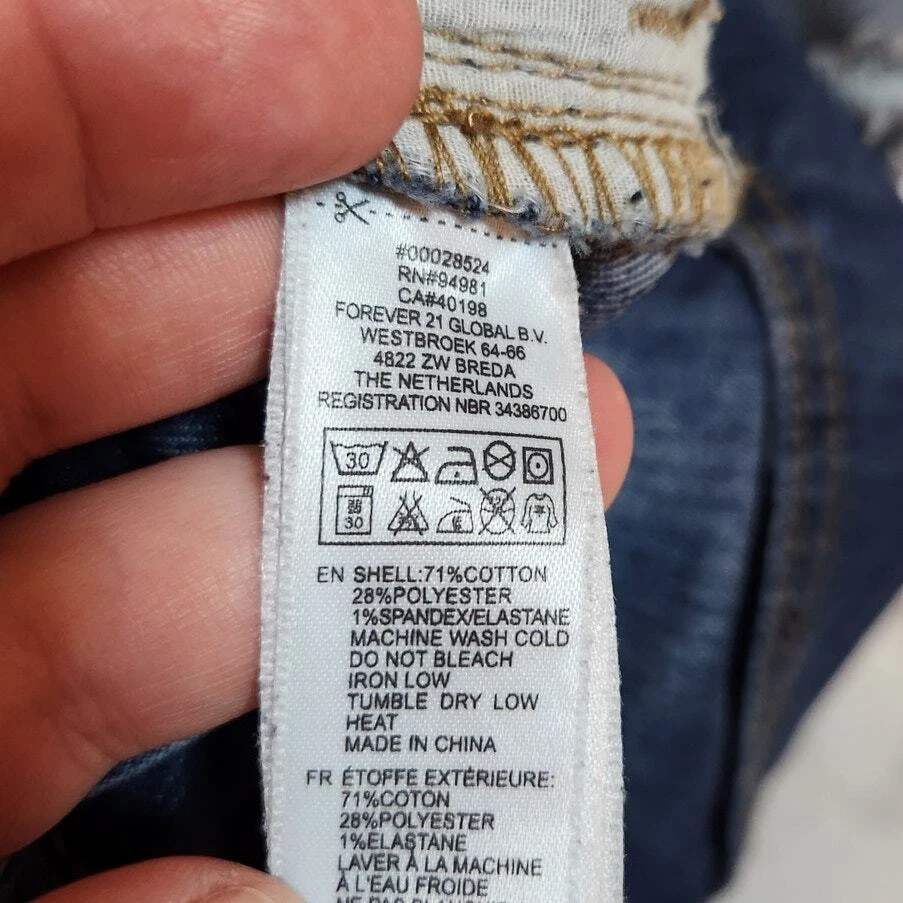 #00028524
RN#94981
CA#40198
FOREVER 21 GLOBAL B.V.
WESTBROEK 64-66
4822 ZW BREDA
THE NETHERLANDS
REGISTRATION NBR 34386700
30
30
EN SHELL:71%COTTON
28%POLYESTER
1%SPANDEX/ELASTANE
MACHINE WASH COLD
DO NOT BLEACH
IRON LOW
TUMBLE DRY LOW
HEAT
MADE IN CHINA
FR ÉTOFFE EXTÉRIEURE:
71%COTON
28%POLYESTER
1%ELASTANE
LAVER À LA MACHINE
À L'EAU FROIDE
NE PAS BLANCHIR